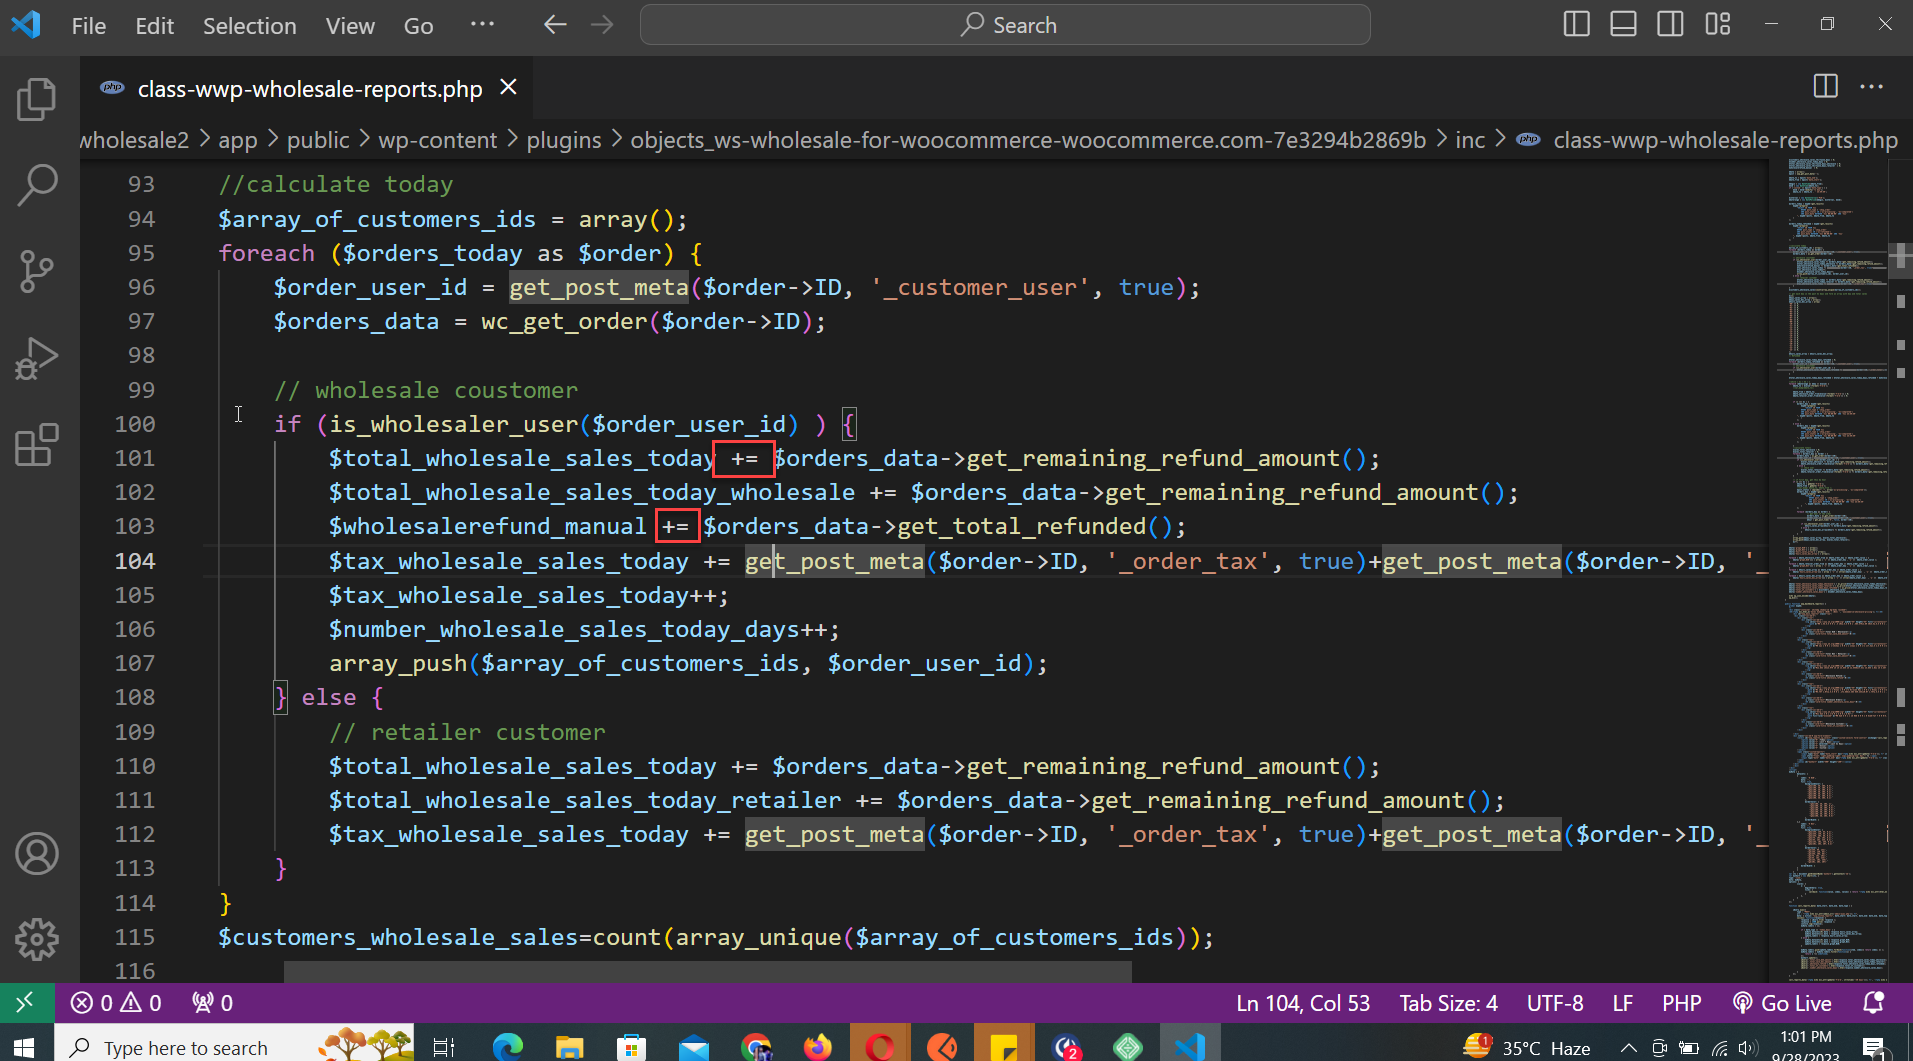 File Edit Selection View Go ··· Search
php class-wwp-wholesale-reports.php
wholesale2 > app > public > wp-content > plugins > objects_ws-wholesale-for-woocommerce-woocommerce.com-7e3294b2869b > inc > php class-wwp-wholesale-reports.php
93 //calculate today
94 $array_of_customers_ids = array();
95 foreach ($orders_today as $order) {
96 $order_user_id = get_post_meta($order->ID, '_customer_user', true);
97 $orders_data = wc_get_order($order->ID);
98
99 // wholesale coustomer
100 if (is_wholesaler_user($order_user_id) ) {
101 $total_wholesale_sales_today += $orders_data->get_remaining_refund_amount();
102 $total_wholesale_sales_today_wholesale += $orders_data->get_remaining_refund_amount();
103 $wholesalerefund_manual += $orders_data->get_total_refunded();
104 $tax_wholesale_sales_today += get_post_meta($order->ID, '_order_tax', true)+get_post_meta($order->ID, '_
105 $tax_wholesale_sales_today++;
106 $number_wholesale_sales_today_days++;
107 array_push($array_of_customers_ids, $order_user_id);
108 } else {
109 // retailer customer
110 $total_wholesale_sales_today += $orders_data->get_remaining_refund_amount();
111 $total_wholesale_sales_today_retailer += $orders_data->get_remaining_refund_amount();
112 $tax_wholesale_sales_today += get_post_meta($order->ID, '_order_tax', true)+get_post_meta($order->ID, '_
113 }
114 }
115 $customers_wholesale_sales=count(array_unique($array_of_customers_ids));
116
0 0 0 Ln 104, Col 53 Tab Size: 4 UTF-8 LF PHP Go Live
Type here to search 2 1 35°C Haze 1:01 PM
9/28/2023 1